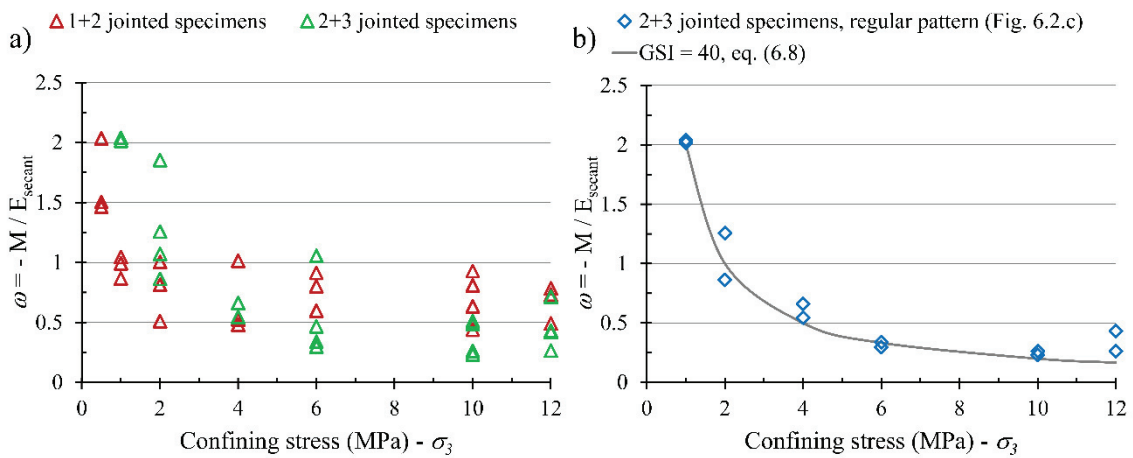 a)
1+2 jointed specimens
2+3 jointed specimens
2.5
2
1.5
1
0.5
0
ω = - M / E_secant
0 2 4 6 8 10 12
Confining stress (MPa) - σ3
b)
2+3 jointed specimens, regular pattern (Fig. 6.2.c)
GSI = 40, eq. (6.8)
2.5
2
1.5
1
0.5
0
ω = - M / E_secant
0 2 4 6 8 10 12
Confining stress (MPa) - σ3